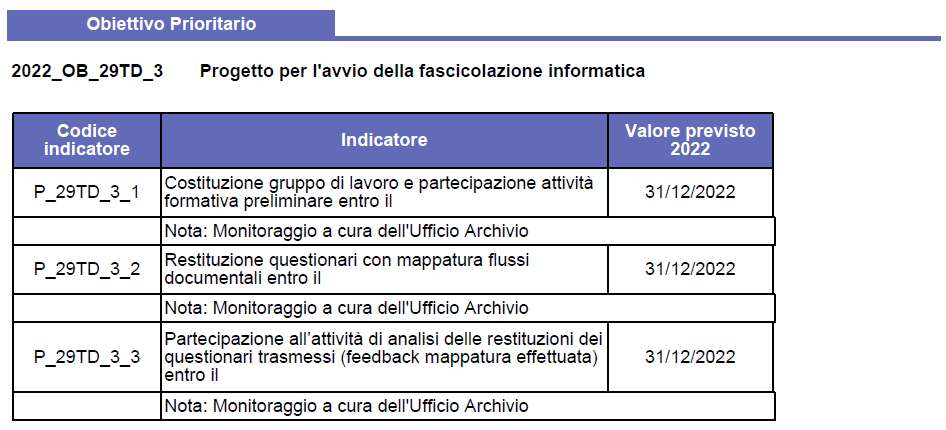 Obiettivo Prioritario
2022_OB_29TD_3 Progetto per l'avvio della fascicolazione informatica
Codice
indicatore
Indicatore
Valore previsto
2022
P_29TD_3_1
Costituzione gruppo di lavoro e partecipazione attività
formativa preliminare entro il
31/12/2022
Nota: Monitoraggio a cura dell'Ufficio Archivio
P_29TD_3_2
Restituzione questionari con mappatura flussi
documentali entro il
31/12/2022
Nota: Monitoraggio a cura dell'Ufficio Archivio
P_29TD_3_3
Partecipazione all’attività di analisi delle restituzioni dei
questionari trasmessi (feedback mappatura effettuata)
entro il
31/12/2022
Nota: Monitoraggio a cura dell'Ufficio Archivio